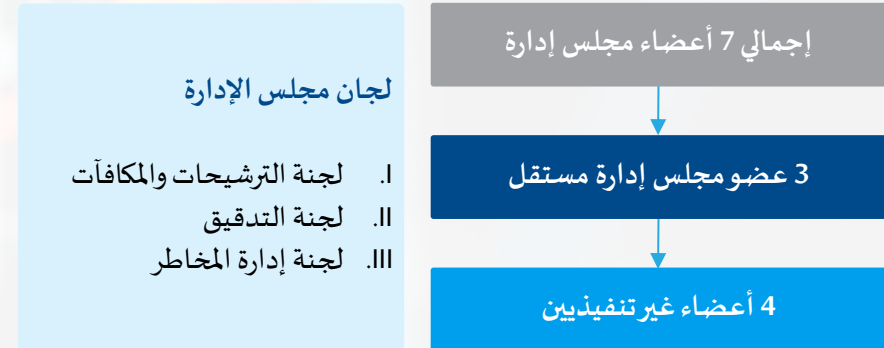 إجمالي 7 أعضاء مجلس إدارة
3 عضو مجلس إدارة مستقل
4 أعضاء غير تنفيذيين
لجان مجلس الإدارة
I. لجنة الترشيحات والمكافآت
II. لجنة التدقيق
III. لجنة إدارة المخاطر